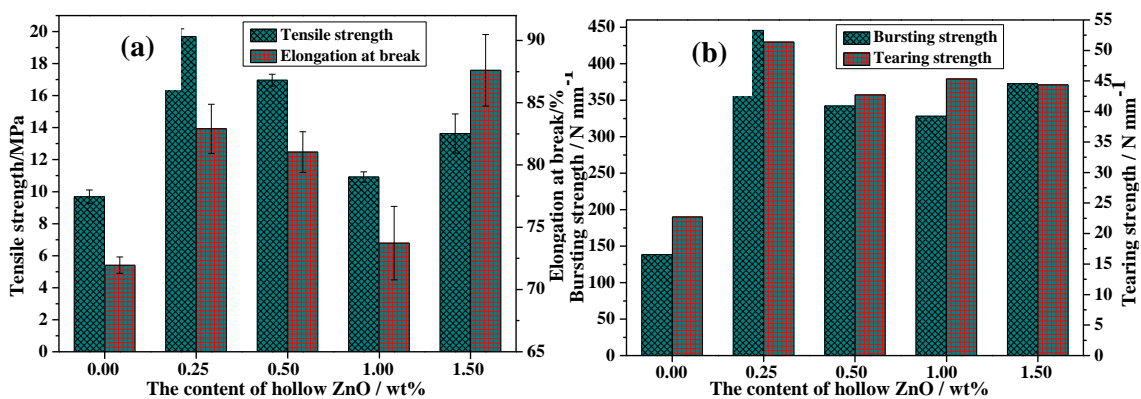 (a)
Tensile strength
Elongation at break
Tensile strength/MPa
20
18
16
14
12
10
8
6
4
2
0
90
85
80
75
70
65
Elongation at break/%
0.00 0.25 0.50 1.00 1.50
The content of hollow ZnO / wt%
(b)
Bursting strength
Tearing strength
Bursting strength / N mm-1
450
400
350
300
250
200
150
100
50
0
55
50
45
40
35
30
25
20
15
10
5
0
Tearing strength / N mm-1
0.00 0.25 0.50 1.00 1.50
The content of hollow ZnO / wt%